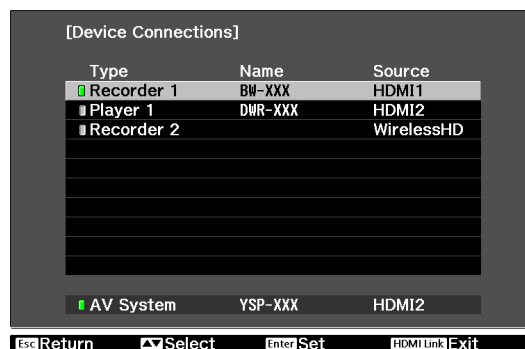 [Device Connections]
Type Name Source
Recorder 1 BW-XXX HDMI1
Player 1 DWR-XXX HDMI2
Recorder 2 WirelessHD
AV System YSP-XXX HDMI2
Esc Return ▲▼ Select Enter Set HDMI Link Exit